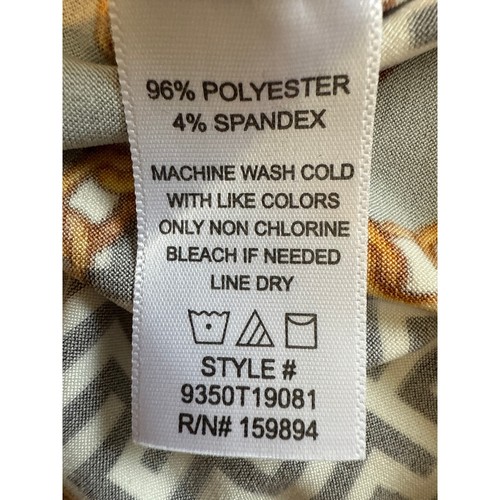 96% POLYESTER
4% SPANDEX
MACHINE WASH COLD
WITH LIKE COLORS
ONLY NON CHLORINE
BLEACH IF NEEDED
LINE DRY
STYLE #
9350T19081
R/N# 159894